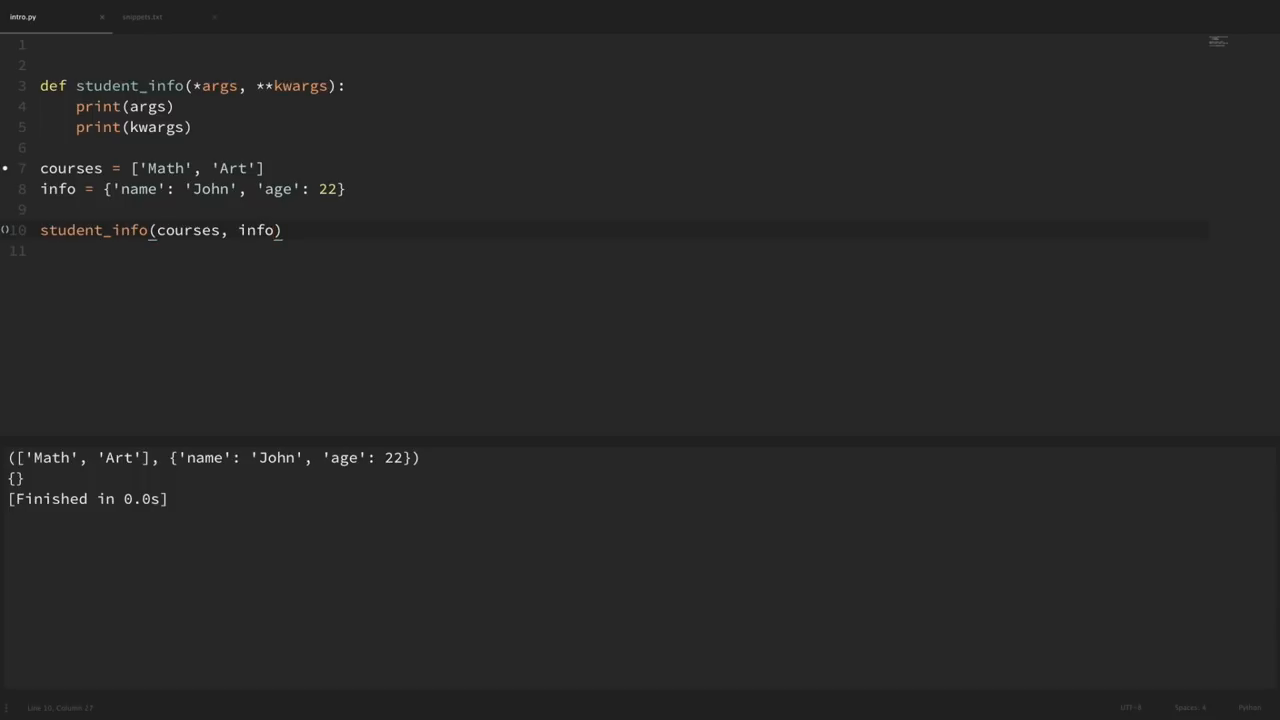 intro.py × snippets.txt ×
1
2
3 def student_info(*args, **kwargs):
4     print(args)
5     print(kwargs)
6
7 courses = ['Math', 'Art']
8 info = {'name': 'John', 'age': 22}
9
10 student_info(courses, info)
11
(['Math', 'Art'], {'name': 'John', 'age': 22})
{}
[Finished in 0.0s]
Line 10, Column 27 UTF-8 Spaces: 4 Python